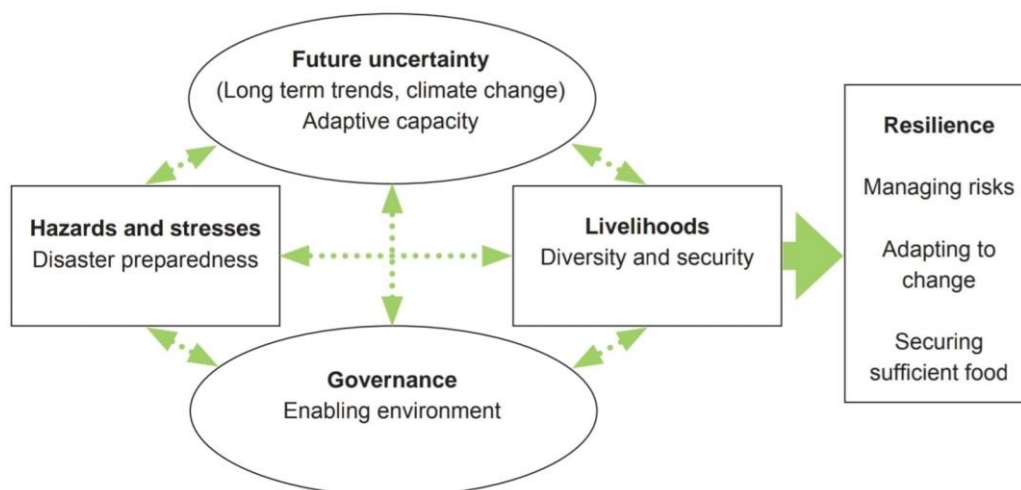 Future uncertainty
(Long term trends, climate change)
Adaptive capacity
Hazards and stresses
Disaster preparedness
Livelihoods
Diversity and security
Governance
Enabling environment
Resilience
Managing risks
Adapting to
change
Securing
sufficient food